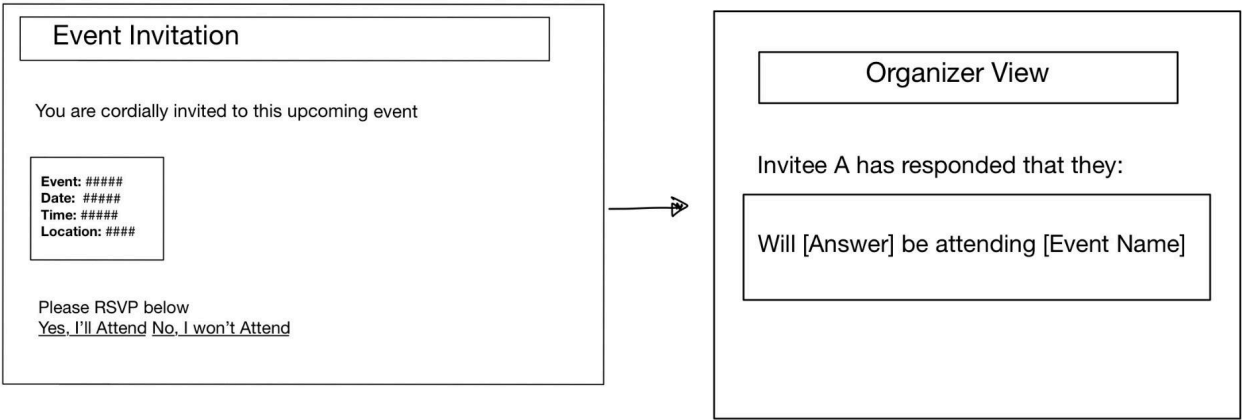 Event Invitation
You are cordially invited to this upcoming event
Event: #####
Date: #####
Time: #####
Location: ####
Please RSVP below
Yes, I'll Attend No, I won't Attend
Organizer View
Invitee A has responded that they:
Will [Answer] be attending [Event Name]